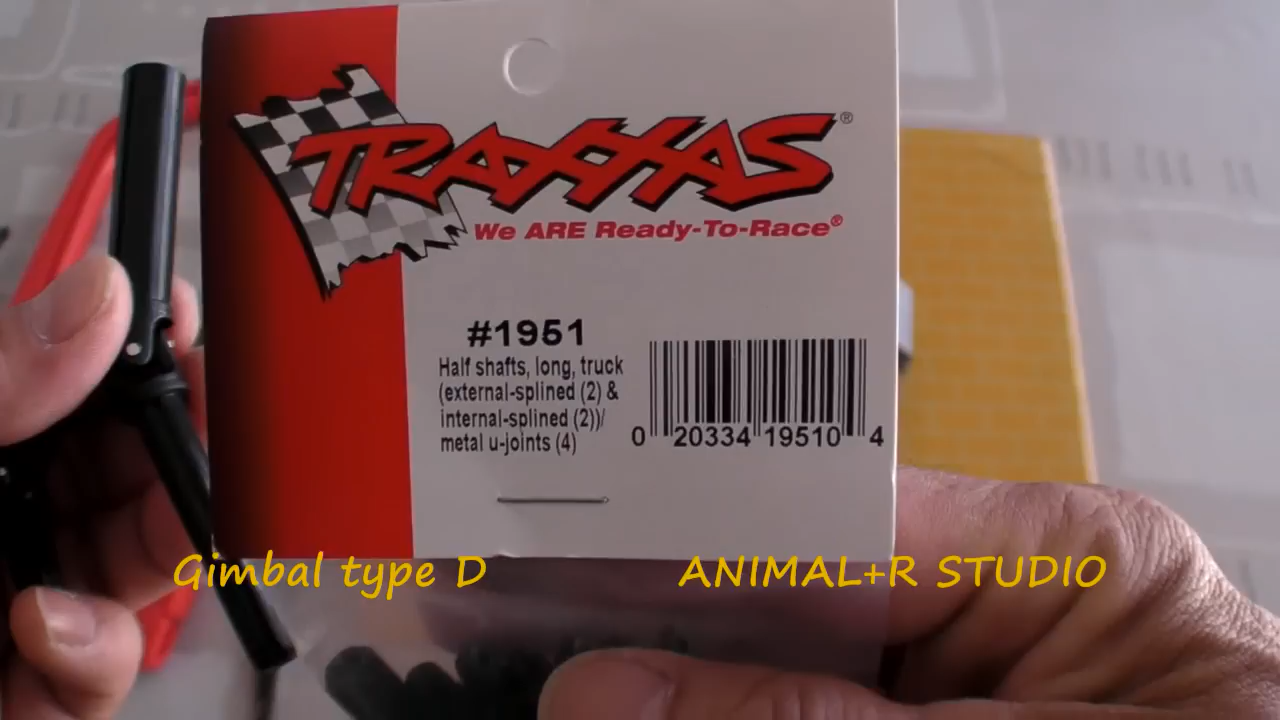 TRAXXAS®
We ARE Ready-To-Race®
#1951
Half shafts, long, truck
(external-splined (2) &
internal-splined (2))/
metal u-joints (4)
0 20334 19510 4
Gimbal type D
ANIMAL+R STUDIO